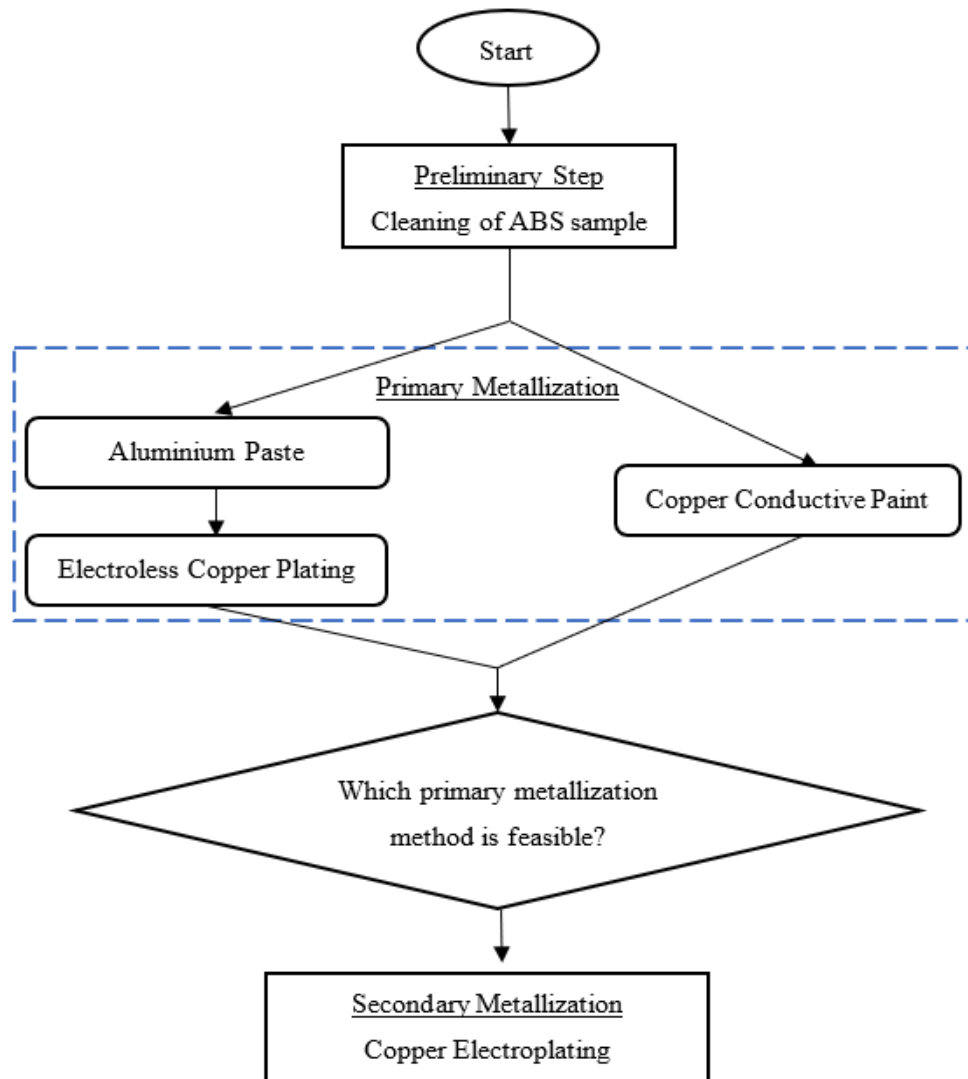 Start
Preliminary Step
Cleaning of ABS sample
Primary Metallization
Aluminium Paste
Copper Conductive Paint
Electroless Copper Plating
Which primary metallization
method is feasible?
Secondary Metallization
Copper Electroplating